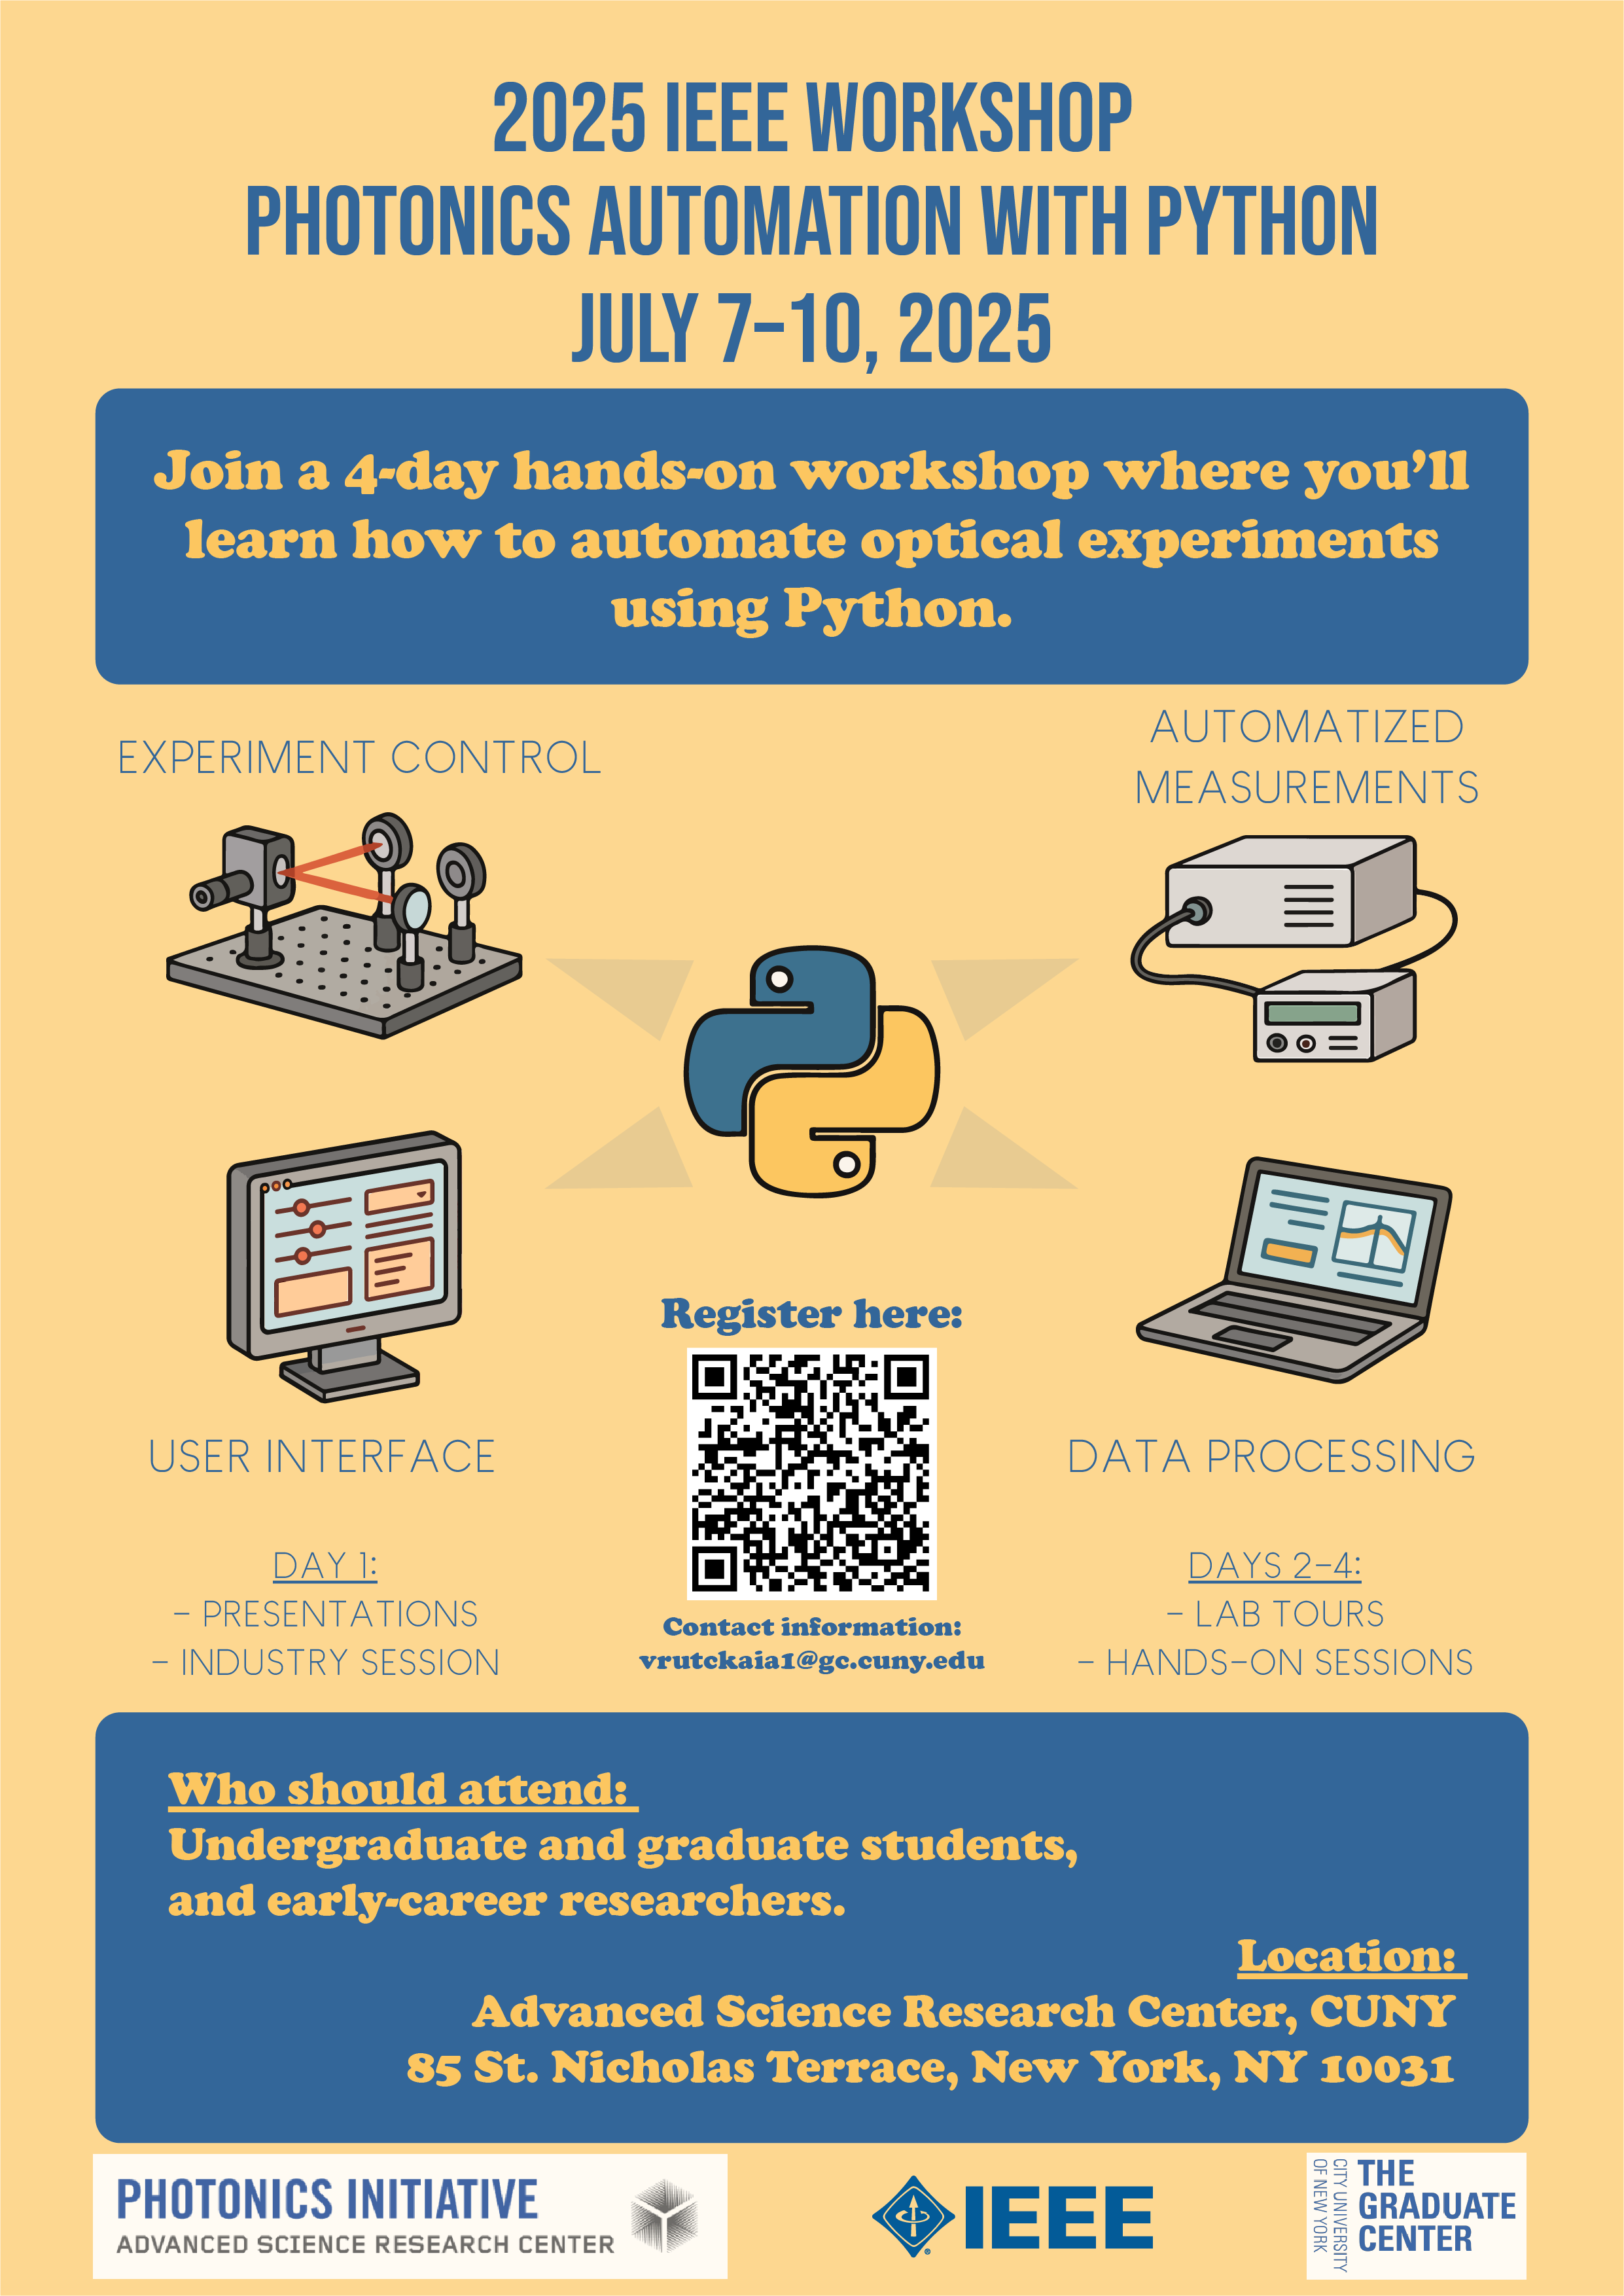 2025 IEEE WORKSHOP
PHOTONICS AUTOMATION WITH PYTHON
JULY 7-10, 2025
Join a 4-day hands-on workshop where you'll
learn how to automate optical experiments
using Python.
EXPERIMENT CONTROL
AUTOMATIZED
MEASUREMENTS
USER INTERFACE
DATA PROCESSING
Register here:
DAY 1:
- PRESENTATIONS
- INDUSTRY SESSION
Contact information:
vrutckaia1@gc.cuny.edu
DAYS 2-4:
- LAB TOURS
- HANDS-ON SESSIONS
Who should attend:
Undergraduate and graduate students,
and early-career researchers.
Location:
Advanced Science Research Center, CUNY
85 St. Nicholas Terrace, New York, NY 10031
PHOTONICS INITIATIVE
ADVANCED SCIENCE RESEARCH CENTER
IEEE
CITY UNIVERSITY
OF NEW YORK
THE
GRADUATE
CENTER